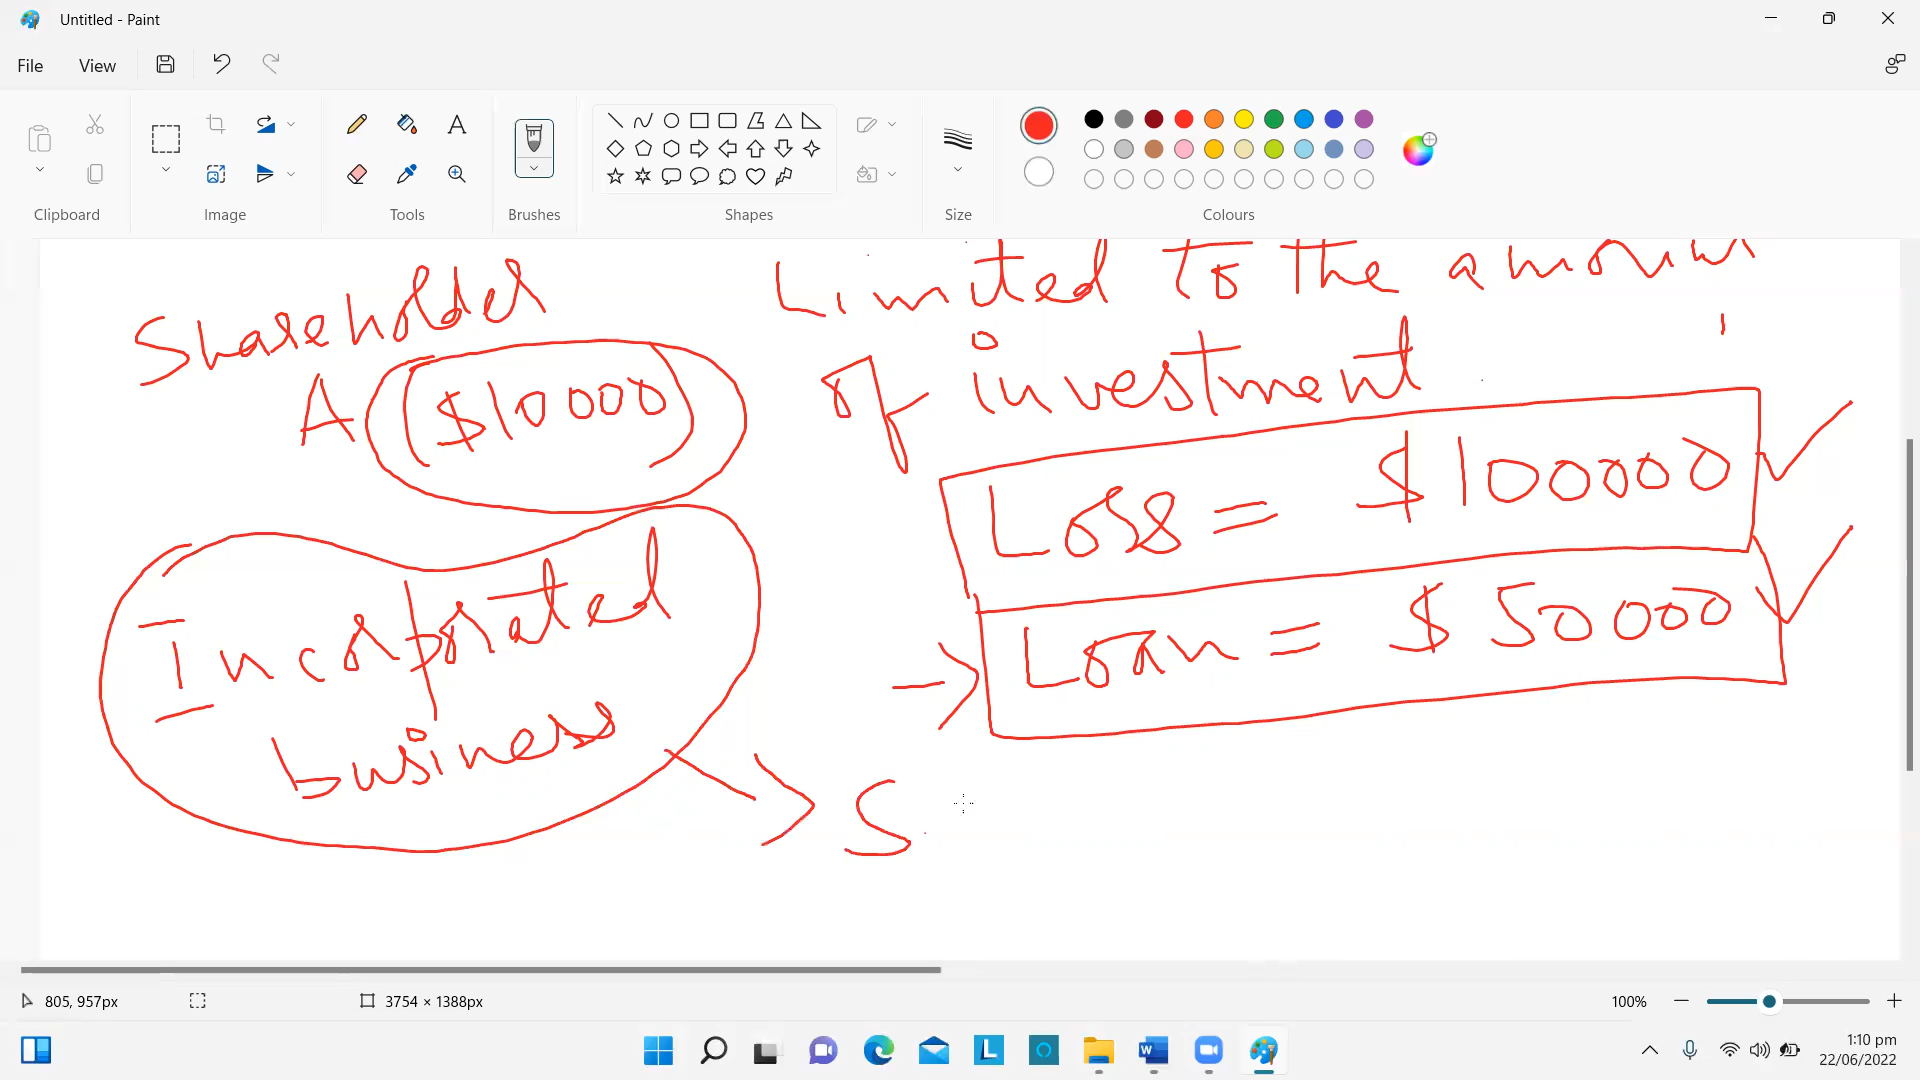 Untitled - Paint
File View
Clipboard
Image
Tools
Brushes
Shapes
Size
Colours
Shareholder
A ($10000)
Limited to the amount
of investment
Loss = $100000
Loan = $50000
Incorporated
business
S
805, 957px
3754 × 1388px
100%
1:10 pm
22/06/2022